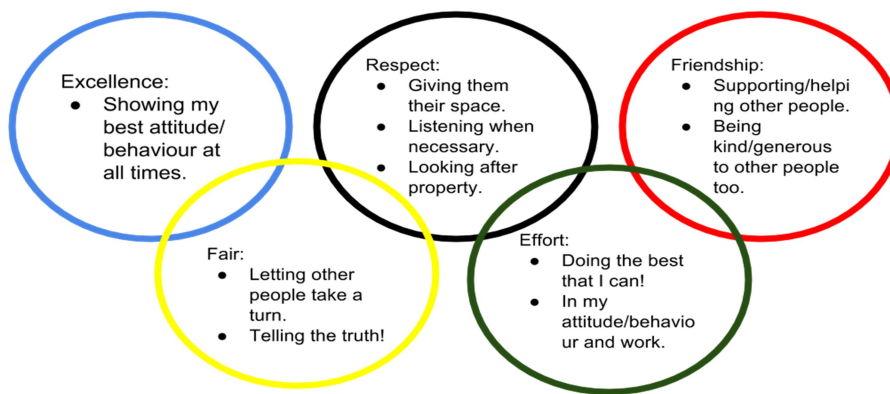 Excellence:
● Showing my
best attitude/
behaviour at
all times.
Respect:
● Giving them
their space.
● Listening when
necessary.
● Looking after
property.
Friendship:
● Supporting/helpi
ng other people.
● Being
kind/generous
to other people
too.
Fair:
● Letting other
people take a
turn.
● Telling the truth!
Effort:
● Doing the best
that I can!
● In my
attitude/behavio
ur and work.